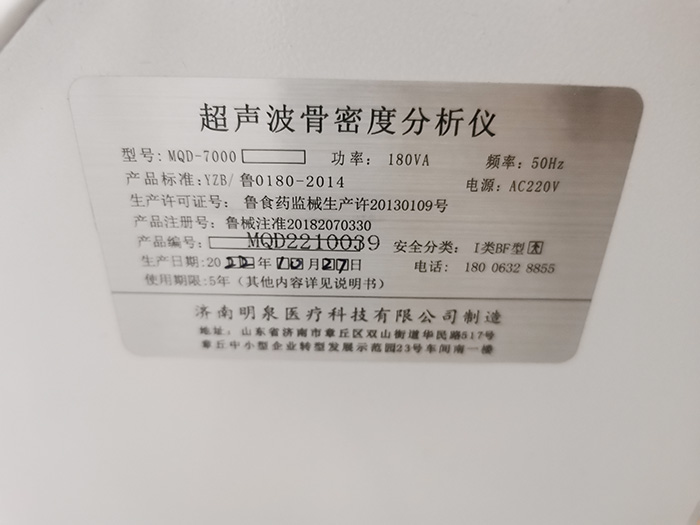 超声波骨密度分析仪
型号: MQD-7000 功率: 180VA 频率: 50Hz
产品标准: YZB/鲁0180-2014 电源: AC220V
生产许可证号: 鲁食药监械生产许20130109号
产品注册号: 鲁械注准20182070330
产品编号: MQD2210039 安全分类: I类BF型
生产日期: 2022年10月27日 电话: 180 0632 8855
使用期限: 5年 (其他内容详见说明书)
济南明泉医疗科技有限公司制造
地址: 山东省济南市章丘区双山街道华民路517号
章丘中小型企业转型发展示范园23号车间南一楼